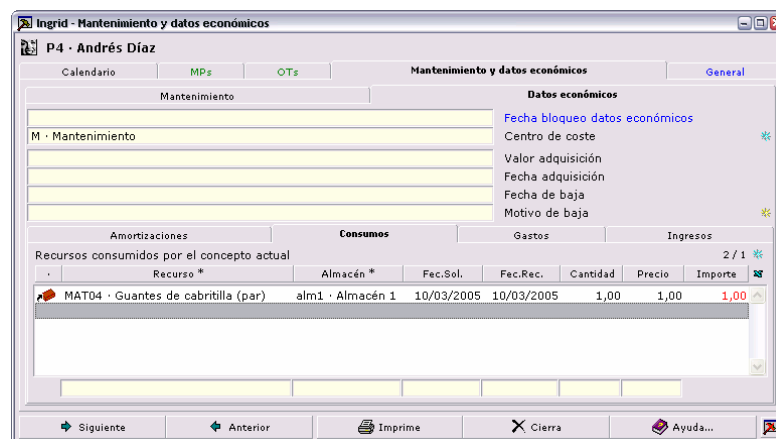 Ingrid - Mantenimiento y datos económicos
P4 · Andrés Díaz
Calendario MPs OTs Mantenimiento y datos económicos General
Mantenimiento Datos económicos
Fecha bloqueo datos económicos
M · Mantenimiento Centro de coste
Valor adquisición
Fecha adquisición
Fecha de baja
Motivo de baja
Amortizaciones Consumos Gastos Ingresos
Recursos consumidos por el concepto actual 2 / 1
· Recurso * Almacén * Fec.Sol. Fec.Rec. Cantidad Precio Importe
MAT04 · Guantes de cabritilla (par) alm1 · Almacén 1 10/03/2005 10/03/2005 1,00 1,00 1,00
Siguiente Anterior Imprime Cierra Ayuda...